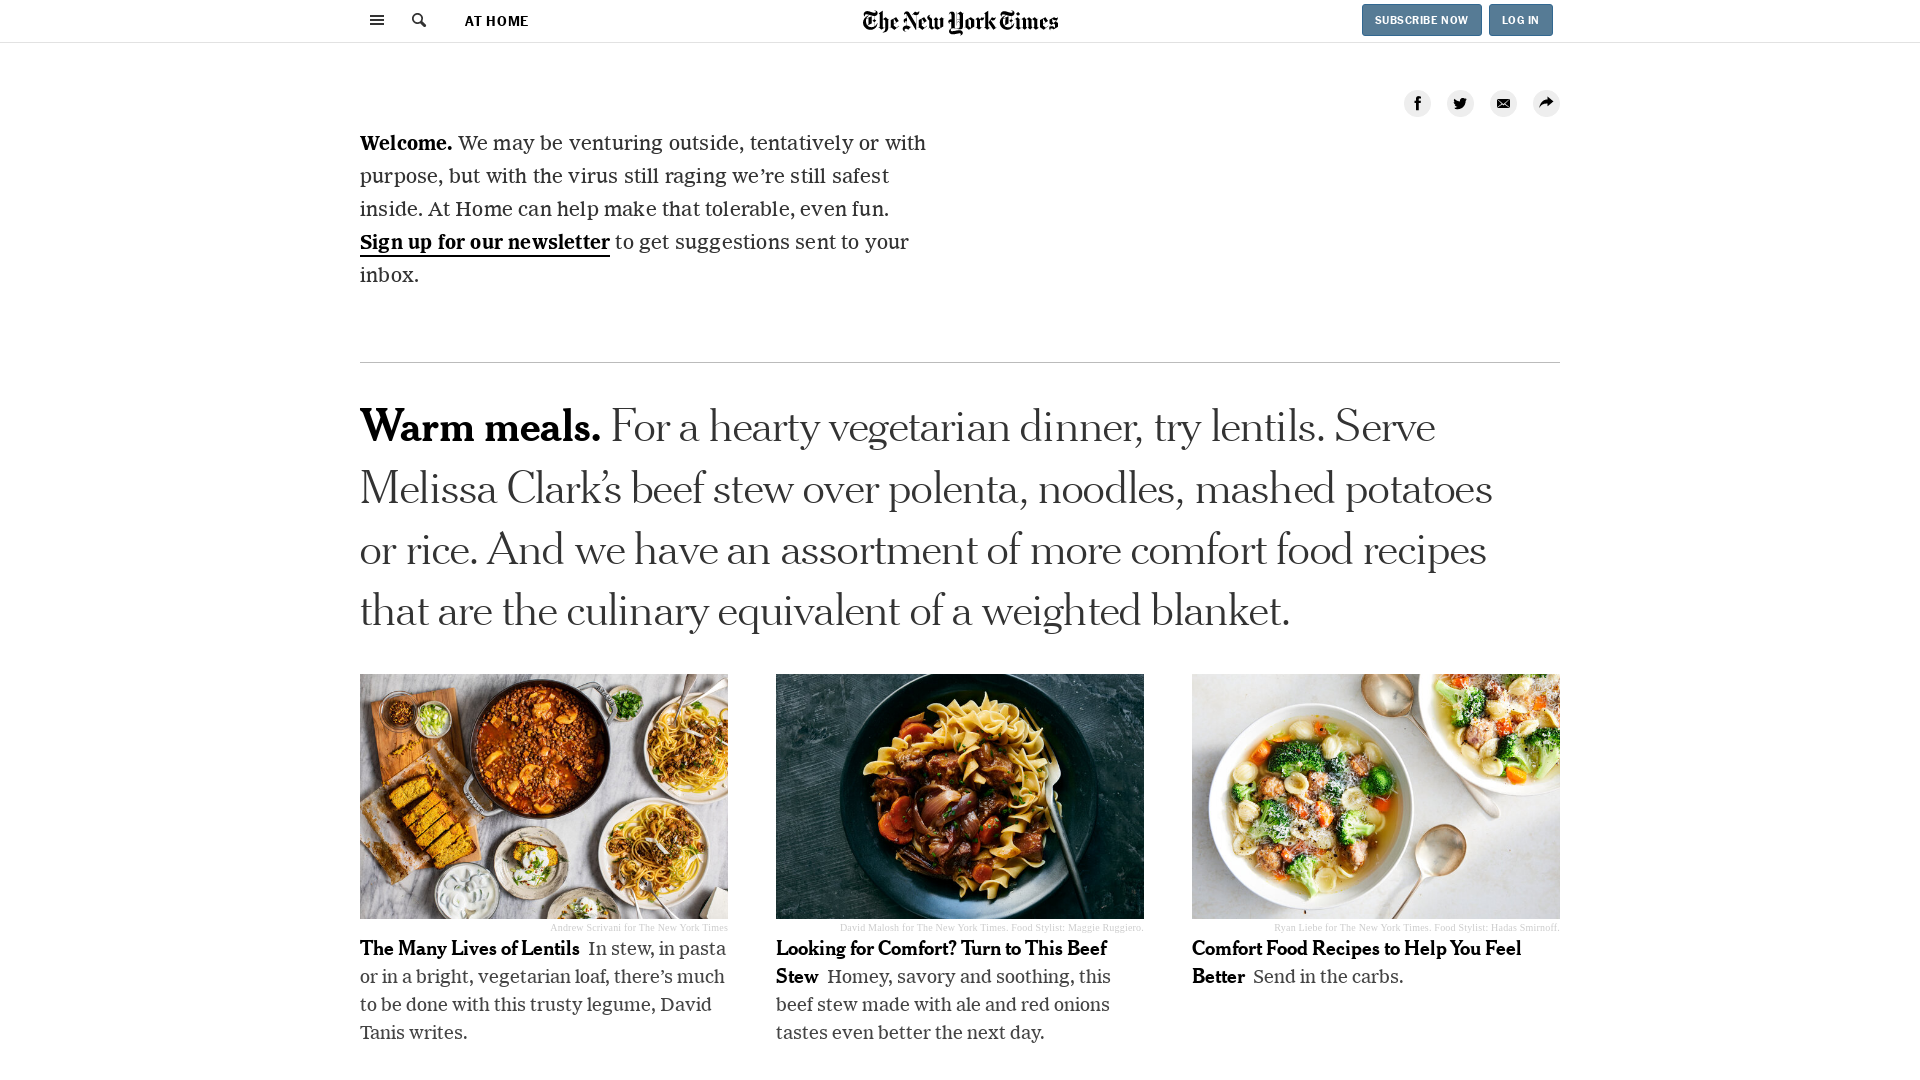 AT HOME
The New York Times
SUBSCRIBE NOW
LOG IN
Welcome. We may be venturing outside, tentatively or with
purpose, but with the virus still raging we’re still safest
inside. At Home can help make that tolerable, even fun.
Sign up for our newsletter to get suggestions sent to your
inbox.
Warm meals. For a hearty vegetarian dinner, try lentils. Serve
Melissa Clark’s beef stew over polenta, noodles, mashed potatoes
or rice. And we have an assortment of more comfort food recipes
that are the culinary equivalent of a weighted blanket.
Andrew Scrivani for The New York Times
The Many Lives of Lentils In stew, in pasta
or in a bright, vegetarian loaf, there’s much
to be done with this trusty legume, David
Tanis writes.
David Malosh for The New York Times. Food Stylist: Maggie Ruggiero.
Looking for Comfort? Turn to This Beef
Stew Homey, savory and soothing, this
beef stew made with ale and red onions
tastes even better the next day.
Ryan Liebe for The New York Times. Food Stylist: Hadas Smirnoff.
Comfort Food Recipes to Help You Feel
Better Send in the carbs.